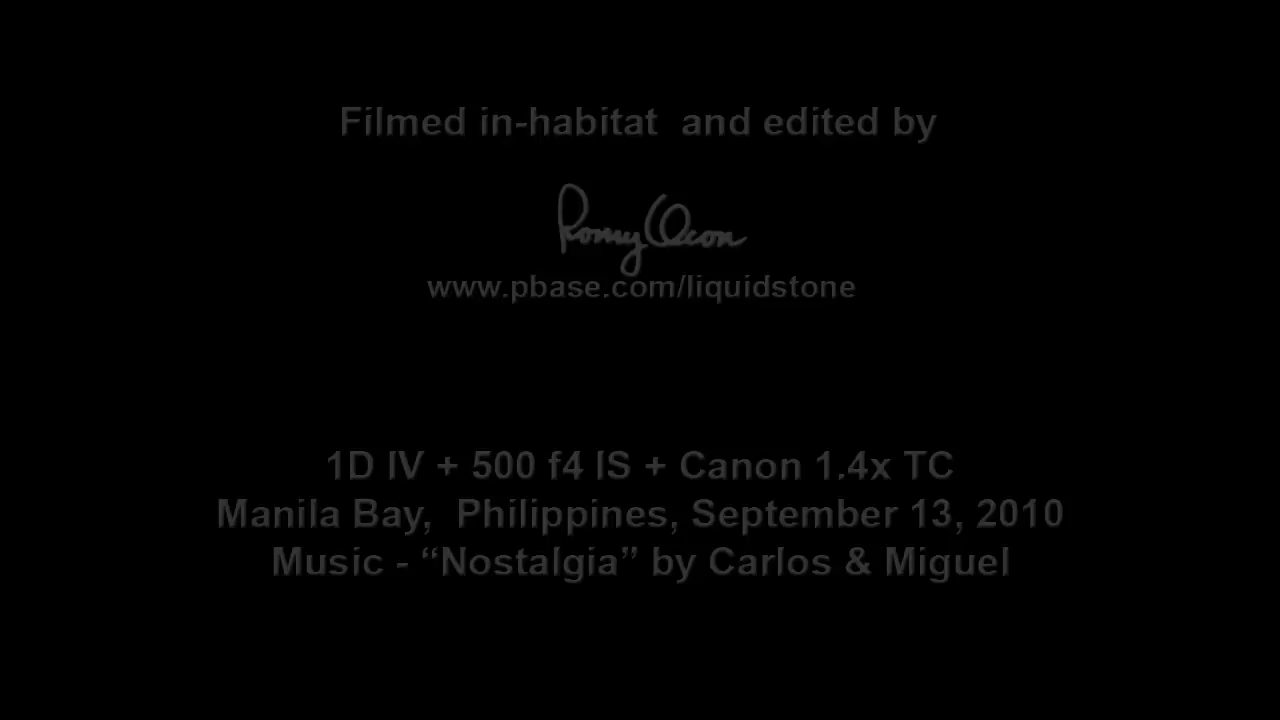 Filmed in-habitat  and edited by
Romy Ocon
www.pbase.com/liquidstone
1D IV + 500 f4 IS + Canon 1.4x TC
Manila Bay,  Philippines, September 13, 2010
Music - “Nostalgia” by Carlos & Miguel